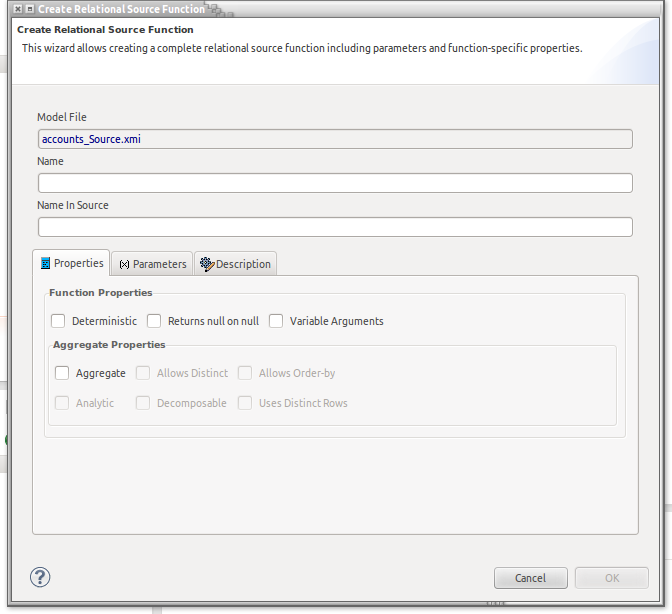 Create Relational Source Function
Create Relational Source Function
This wizard allows creating a complete relational source function including parameters and function-specific properties.
Model File
accounts_Source.xmi
Name
Name In Source
Properties (x) Parameters Description
Function Properties
Deterministic Returns null on null Variable Arguments
Aggregate Properties
Aggregate Allows Distinct Allows Order-by
Analytic Decomposable Uses Distinct Rows
? Cancel OK